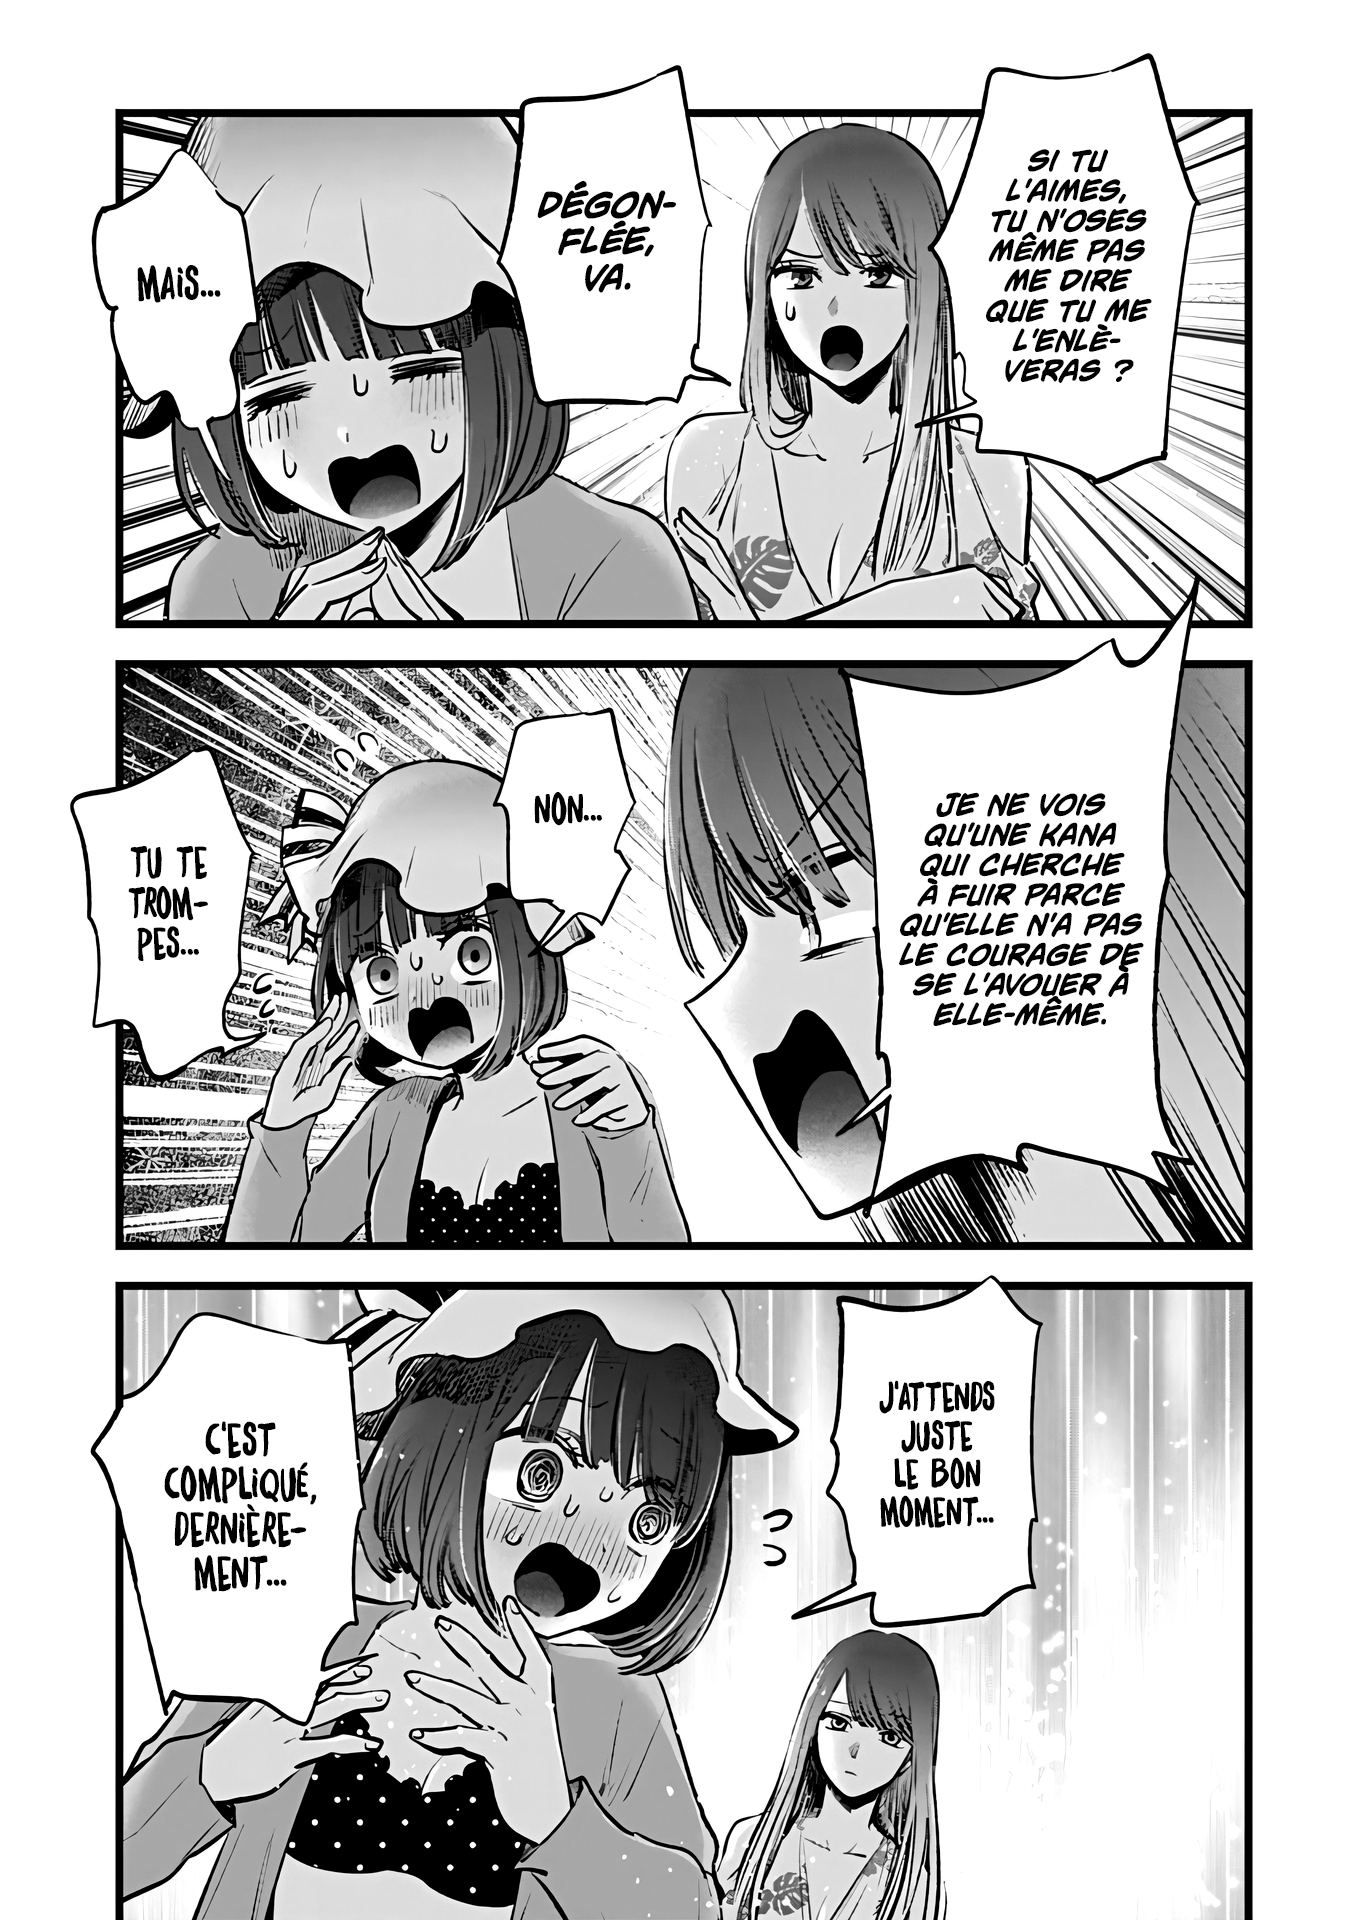 SI TU
L'AIMES,
TU N'OSES
MÊME PAS
ME DIRE
QUE TU ME
L'ENLÈ-
VERAS ?
DÉGON-
FLÉE,
VA.
MAIS...
JE NE VOIS
QU'UNE KANA
QUI CHERCHE
À FUIR PARCE
QU'ELLE N'A PAS
LE COURAGE DE
SE L'AVOUER À
ELLE-MÊME.
NON...
TU TE
TROM-
PES...
J'ATTENDS
JUSTE
LE BON
MOMENT...
C'EST
COMPLIQUÉ,
DERNIÈRE-
MENT...